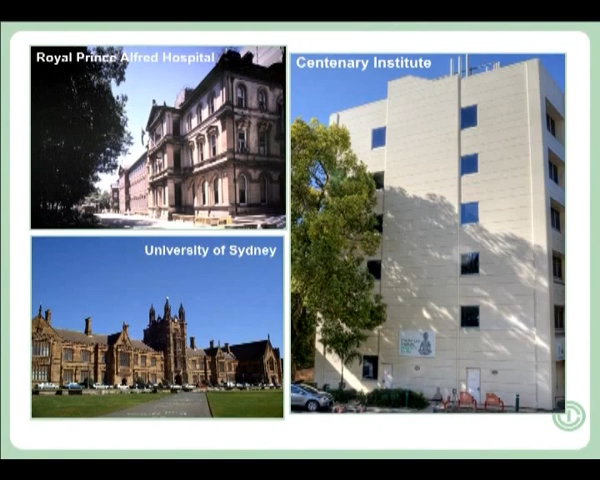 Royal Prince Alfred Hospital
Centenary Institute
University of Sydney